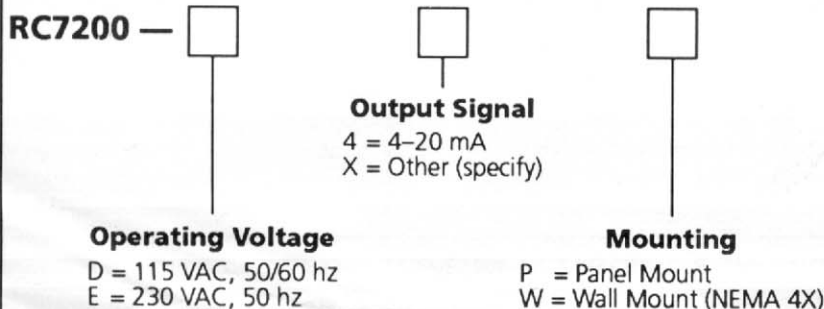 RC7200 —
Output Signal
4 = 4–20 mA
X = Other (specify)
Operating Voltage
D = 115 VAC, 50/60 hz
E = 230 VAC, 50 hz
Mounting
P = Panel Mount
W = Wall Mount (NEMA 4X)